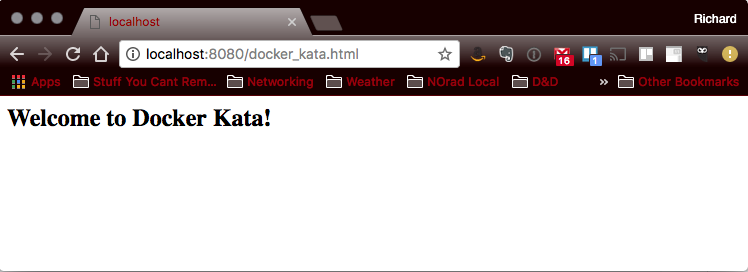 localhost
Richard
localhost:8080/docker_kata.html
16
1
Apps Stuff You Cant Rem... Networking Weather NOrad Local D&D » Other Bookmarks
Welcome to Docker Kata!